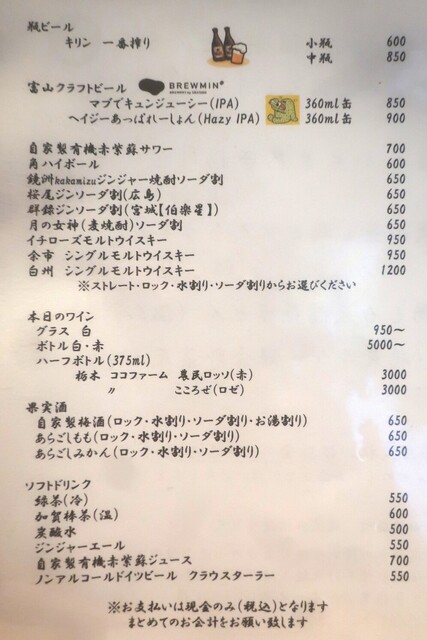 瓶ビール
キリン 一番搾り 小瓶 600
中瓶 850
富山クラフトビール BREWMIN'
マブでキュンジューシー(IPA) 360ml缶 850
ヘイジーあっぱれーしょん(Hazy IPA) 360ml缶 900
自家製有機赤紫蘇サワー 700
角ハイボール 600
鏡洲kakamizuジンジャー焼酎ソーダ割 650
桜尾ジンソーダ割(広島) 650
群緑ジンソーダ割(宮城【伯楽星】) 650
月の女神(麦焼酎)ソーダ割 650
イチローズモルトウイスキー 950
余市 シングルモルトウイスキー 950
白州 シングルモルトウイスキー 1200
※ストレート・ロック・水割り・ソーダ割りからお選びください
本日のワイン
グラス 白 950〜
ボトル白・赤 5000〜
ハーフボトル(375ml)
栃木 ココファーム 農民ロッソ(赤) 3000
〃 こころぜ(ロゼ) 3000
果実酒
自家製梅酒(ロック・水割り・ソーダ割り・お湯割り) 650
あらごしもも(ロック・水割り・ソーダ割り) 650
あらごしみかん(ロック・水割り・ソーダ割り) 650
ソフトドリンク
緑茶(冷) 550
加賀棒茶(温) 600
炭酸水 500
ジンジャーエール 550
自家製有機赤紫蘇ジュース 700
ノンアルコールドイツビール クラウスターラー 550
※お支払いは現金のみ(税込)となります
まとめてのお会計をお願い致します